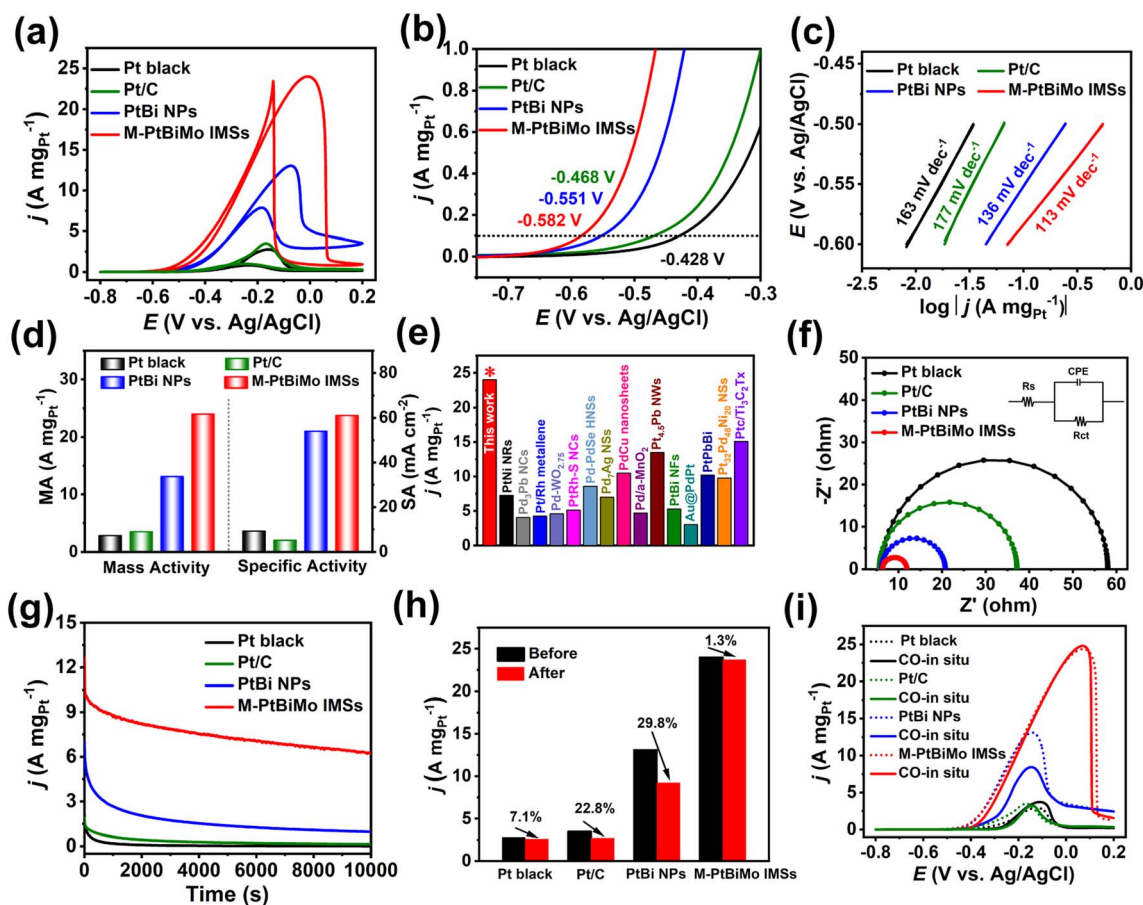 (a)
Pt black
Pt/C
PtBi NPs
M-PtBiMo IMSs
25
20
15
10
5
0
j (A mgPt⁻¹)
-0.8 -0.6 -0.4 -0.2 0.0 0.2
E (V vs. Ag/AgCl)
(b)
Pt black
Pt/C
PtBi NPs
M-PtBiMo IMSs
1.0
0.8
0.6
0.4
0.2
0.0
j (A mgPt⁻¹)
-0.468 V
-0.551 V
-0.582 V
-0.428 V
-0.7 -0.6 -0.5 -0.4 -0.3
E (V vs. Ag/AgCl)
(c)
Pt black Pt/C
PtBi NPs M-PtBiMo IMSs
-0.45
-0.50
-0.55
-0.60
E (V vs. Ag/AgCl)
163 mV dec⁻¹
177 mV dec⁻¹
136 mV dec⁻¹
113 mV dec⁻¹
-2.5 -2.0 -1.5 -1.0 -0.5 0.0
log |j (A mgPt⁻¹)|
(d)
Pt black Pt/C
PtBi NPs M-PtBiMo IMSs
30
20
10
0
MA (A mgPt⁻¹)
80
60
40
20
0
SA (mA cm⁻²)
Mass Activity Specific Activity
(e)
30
25
20
15
10
5
0
j (A mgPt⁻¹)
*
This work
PtNi NRs
Pd₃Pb NCs
Pt/Rh metallene
Pd-WO₂.₇₅
PtRh-S NCs
Pd-PdSe HNSs
Pd₇Ag NSs
PdCu nanosheets
Pd/a-MnO₂
Pt₄.₅Pb NWs
PtBi NFs
Au@PdPt
PtPbBi
Pt₃₂Pd₄₈Ni₂₀ NSs
Ptc/Ti₃C₂Tx
(f)
Pt black
Pt/C
PtBi NPs
M-PtBiMo IMSs
CPE
Rs
Rct
50
40
30
20
10
0
-Z" (ohm)
10 20 30 40 50 60
Z' (ohm)
(g)
Pt black
Pt/C
PtBi NPs
M-PtBiMo IMSs
15
12
9
6
3
0
j (A mgPt⁻¹)
0 2000 4000 6000 8000 10000
Time (s)
(h)
Before
After
25
20
15
10
5
0
j (A mgPt⁻¹)
7.1%
22.8%
29.8%
1.3%
Pt black Pt/C PtBi NPs M-PtBiMo IMSs
(i)
Pt black
CO-in situ
Pt/C
CO-in situ
PtBi NPs
CO-in situ
M-PtBiMo IMSs
CO-in situ
25
20
15
10
5
0
j (A mgPt⁻¹)
-0.8 -0.6 -0.4 -0.2 0.0 0.2
E (V vs. Ag/AgCl)